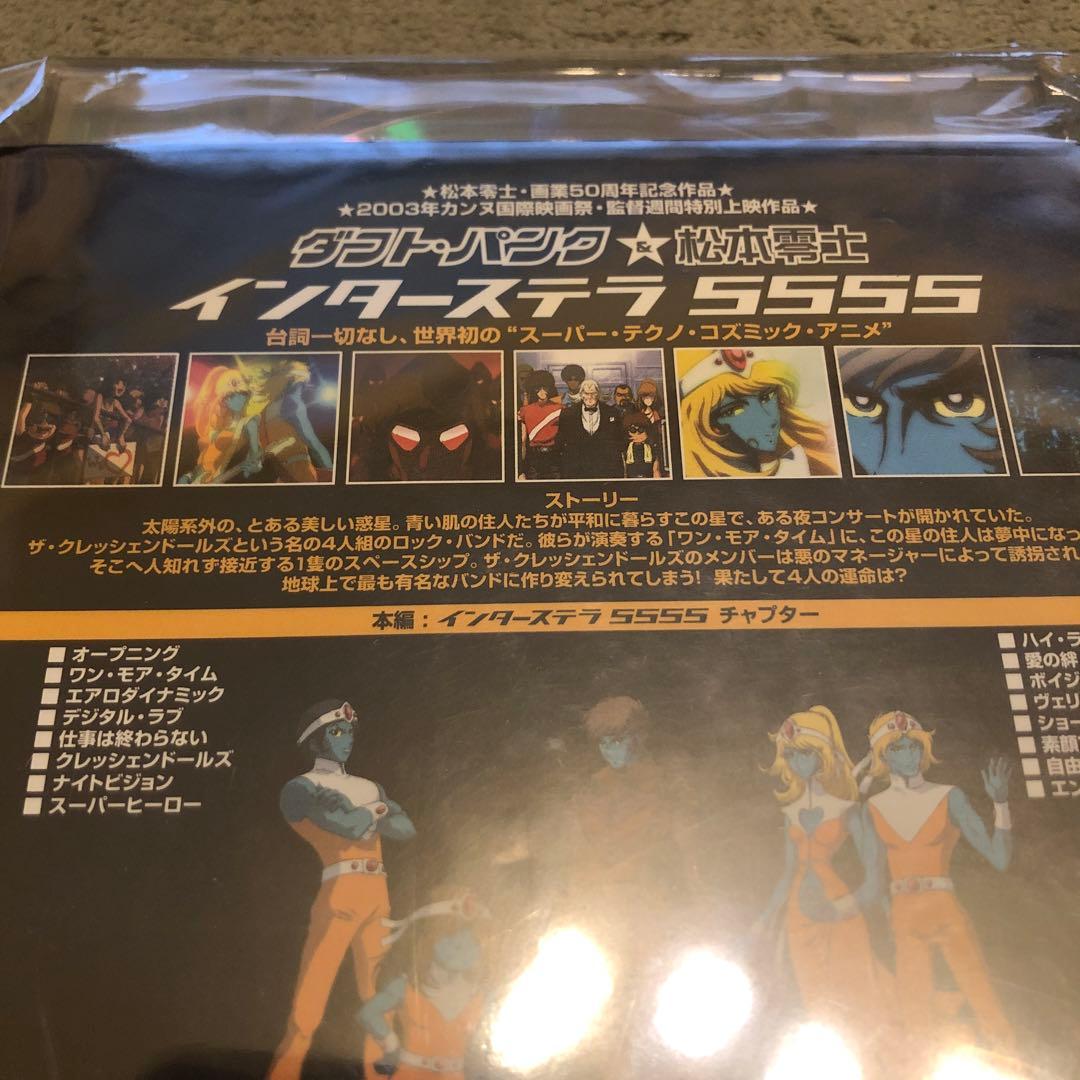 ★松本零士・画業50周年記念作品★
★2003年カンヌ国際映画祭・監督週間特別上映作品★
ダフト・パンク★&松本零士
インターステラ5555
台詞一切なし、世界初の“スーパー・テクノ・コズミック・アニメ”
ストーリー
太陽系外の、とある美しい惑星。青い肌の住人たちが平和に暮らすこの星で、ある夜コンサートが開かれていた。
ザ・クレッシェンドールズという名の4人組のロック・バンドだ。彼らが演奏する「ワン・モア・タイム」に、この星の住人は夢中になっ
そこへ人知れず接近する1隻のスペースシップ。ザ・クレッシェンドールズのメンバーは悪のマネージャーによって誘拐され
地球上で最も有名なバンドに作り変えられてしまう! 果たして4人の運命は?
本編:インターステラ5555 チャプター
■オープニング
■ワン・モア・タイム
■エアロダイナミック
■デジタル・ラブ
■仕事は終わらない
■クレッシェンドールズ
■ナイトビジョン
■スーパーヒーロー
■ハイ・ラ
■愛の絆
■ボイジ
■ヴェリ
■ショー
■素顔
■自由
■エン